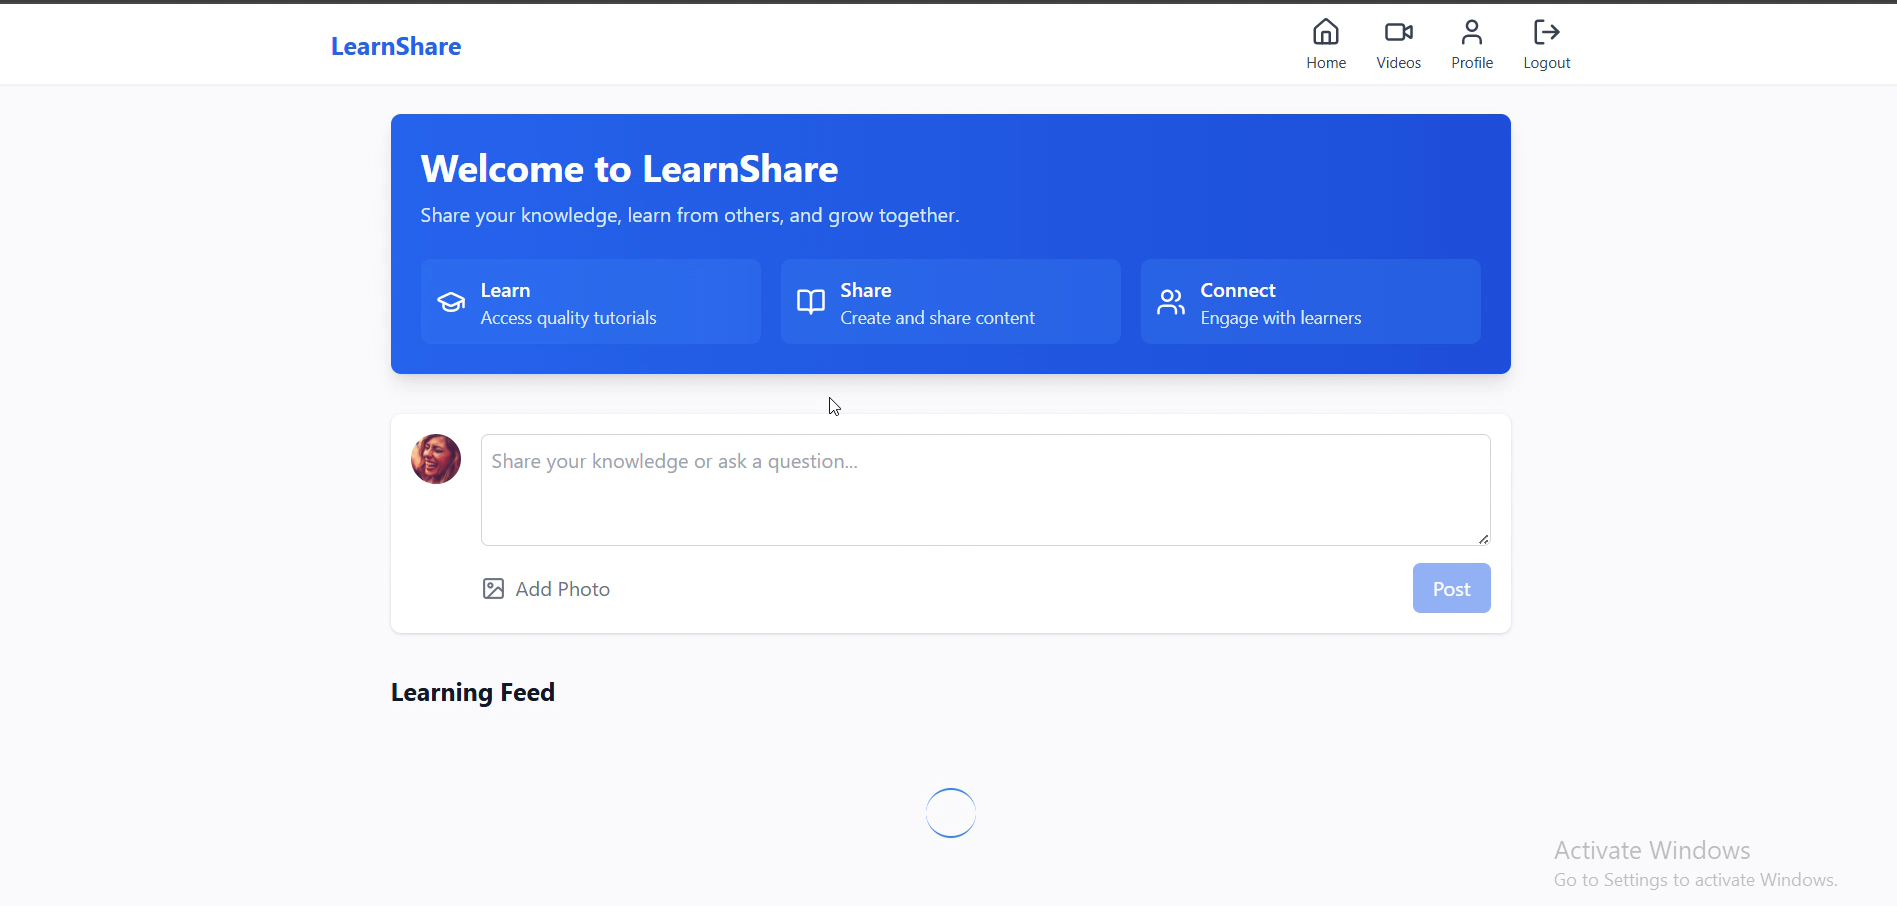 LearnShare
Home Videos Profile Logout
Welcome to LearnShare
Share your knowledge, learn from others, and grow together.
Learn
Access quality tutorials
Share
Create and share content
Connect
Engage with learners
Share your knowledge or ask a question...
Add Photo
Post
Learning Feed
Activate Windows
Go to Settings to activate Windows.